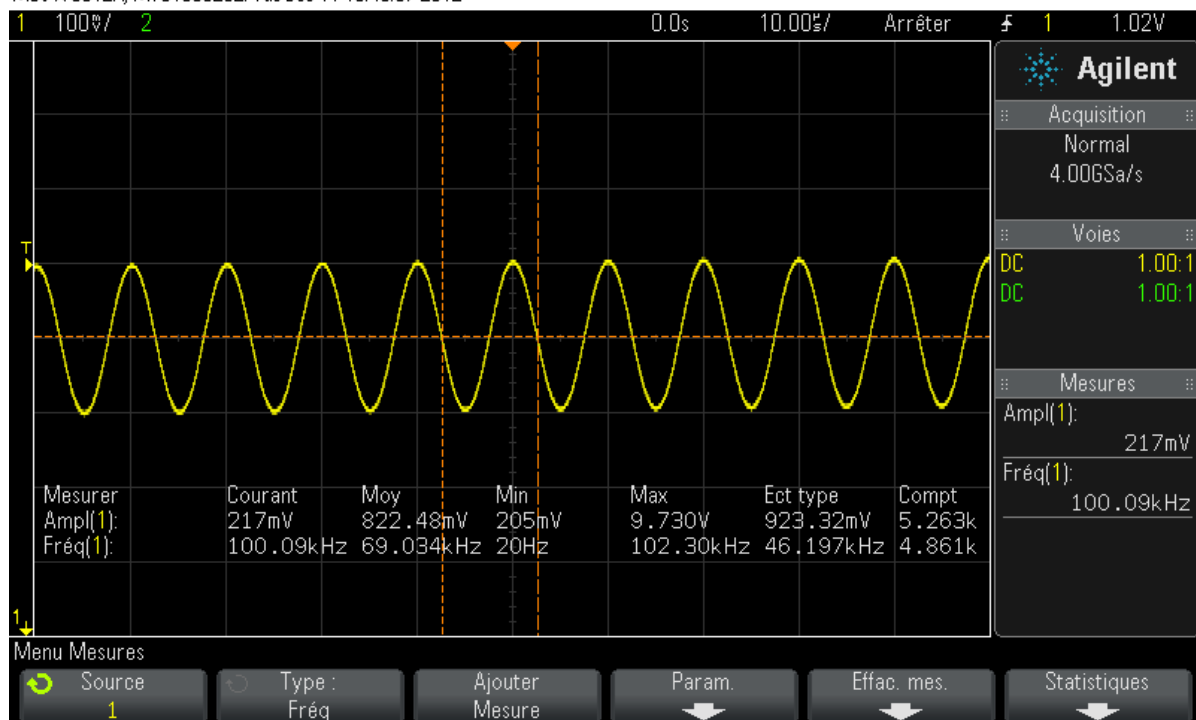 1 100V/ 2 0.0s 10.00s/ Arrêter 1 1.02V
Agilent
Acquisition
Normal
4.00GSa/s
Voies
DC 1.00:1
DC 1.00:1
Mesures
Ampl(1):
217mV
Fréq(1):
100.09kHz
T
Mesurer Courant Moy Min Max Ect type Compt
Ampl(1): 217mV 822.48mV 205mV 9.730V 923.32mV 5.263k
Fréq(1): 100.09kHz 69.034kHz 20Hz 102.30kHz 46.197kHz 4.861k
1
Menu Mesures
Source
1
Type :
Fréq
Ajouter
Mesure
Param.
Effac. mes.
Statistiques